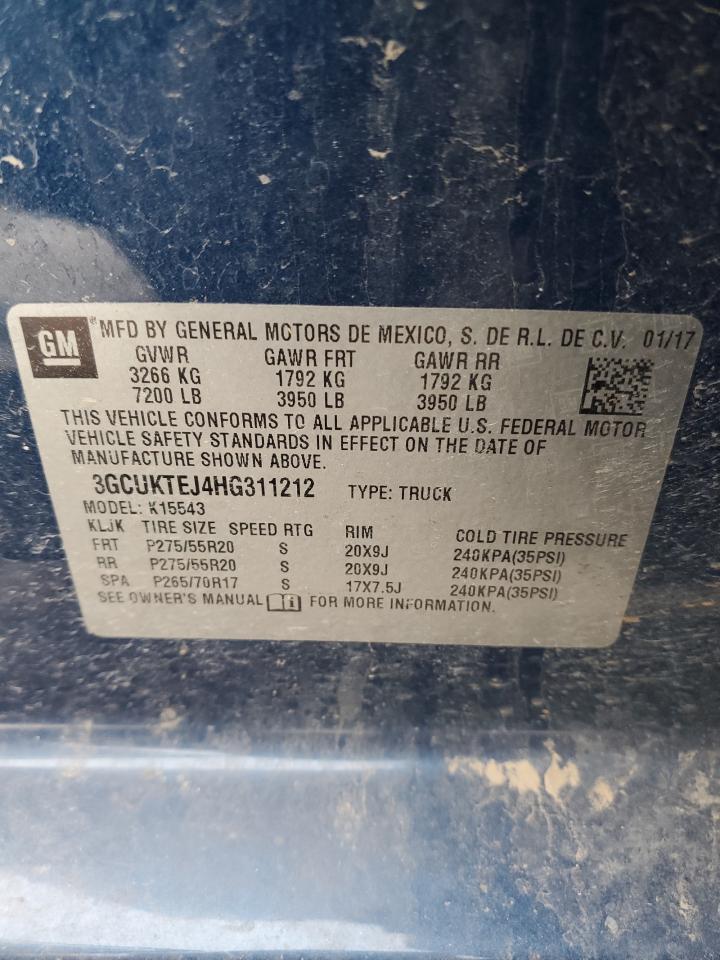 GM ® MFD BY GENERAL MOTORS DE MEXICO, S. DE R.L. DE C.V. 01/17
GVWR GAWR FRT GAWR RR
3266 KG 1792 KG 1792 KG
7200 LB 3950 LB 3950 LB
THIS VEHICLE CONFORMS TO ALL APPLICABLE U.S. FEDERAL MOTOR
VEHICLE SAFETY STANDARDS IN EFFECT ON THE DATE OF
MANUFACTURE SHOWN ABOVE.
3GCUKTEJ4HG311212 TYPE: TRUCK
MODEL: K15543
KLJK TIRE SIZE SPEED RTG RIM COLD TIRE PRESSURE
FRT P275/55R20 S 20X9J 240KPA(35PSI)
RR P275/55R20 S 20X9J 240KPA(35PSI)
SPA P265/70R17 S 17X7.5J 240KPA(35PSI)
SEE OWNER'S MANUAL FOR MORE INFORMATION.